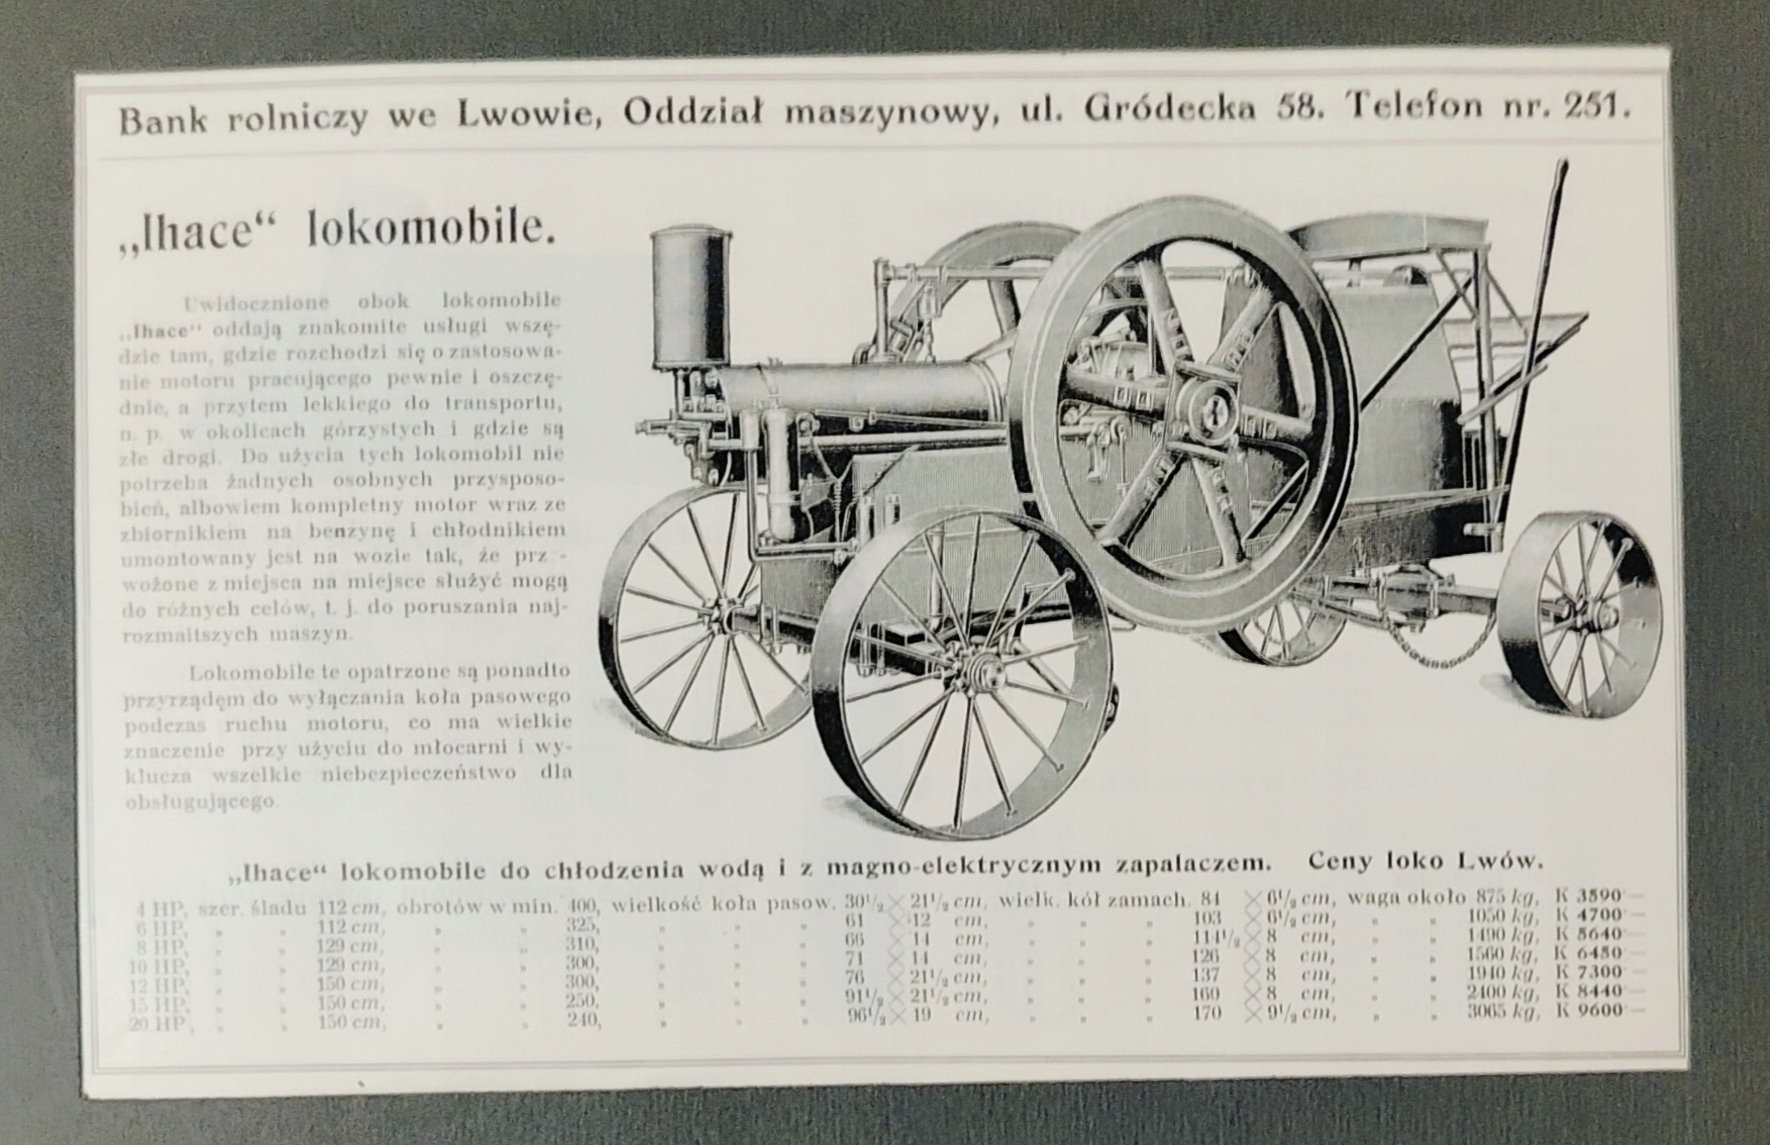 Bank rolniczy we Lwowie, Oddział maszynowy, ul. Gródecka 58. Telefon nr. 251.
„Ihace“ lokomobile.
Uwidocznione obok lokomobile
„Ihace“ oddają znakomite usługi wszę-
dzie tam, gdzie rozchodzi się o zastosowa-
nie motoru pracującego pewnie i oszczę-
dnie, a przytem lekkiego do transportu,
n. p. w okolicach górzystych i gdzie są
złe drogi. Do użycia tych lokomobil nie
potrzeba żadnych osobnych przysposo-
bień, albowiem kompletny motor wraz ze
zbiornikiem na benzynę i chłodnikiem
umontowany jest na wozie tak, że prz -
wożone z miejsca na miejsce służyć mogą
do różnych celów, t. j. do poruszania naj-
rozmaitszych maszyn.
Lokomobile te opatrzone są ponadto
przyrządem do wyłączania koła pasowego
podczas ruchu motoru, co ma wielkie
znaczenie przy użyciu do młocarni i wy-
klucza wszelkie niebezpieczeństwo dla
obsługującego.
„Ihace“ lokomobile do chłodzenia wodą i z magno-elektrycznym zapalaczem. Ceny loko Lwów.
4 HP, szer. śladu 112 cm, obrotów w min. 400, wielkość koła pasow. 30½ × 21½ cm, wielk. kół zamach. 84 × 6½ cm, waga około 875 kg, K 3590 —
6 HP, „ „ 112 cm, „ „ 325, „ „ „ 61 × 12 cm, „ „ „ 103 × 6½ cm, „ „ 1050 kg, K 4700 —
8 HP, „ „ 129 cm, „ „ 310, „ „ „ 66 × 14 cm, „ „ „ 114½ × 8 cm, „ „ 1490 kg, K 5640 —
10 HP, „ „ 129 cm, „ „ 300, „ „ „ 71 × 14 cm, „ „ „ 126 × 8 cm, „ „ 1560 kg, K 6450 —
12 HP, „ „ 150 cm, „ „ 300, „ „ „ 76 × 21½ cm, „ „ „ 137 × 8 cm, „ „ 1940 kg, K 7300 —
15 HP, „ „ 150 cm, „ „ 250, „ „ „ 91½ × 21½ cm, „ „ „ 160 × 8 cm, „ „ 2400 kg, K 8440 —
20 HP, „ „ 150 cm, „ „ 240, „ „ „ 96½ × 19 cm, „ „ „ 170 × 9½ cm, „ „ 3065 kg, K 9600 —